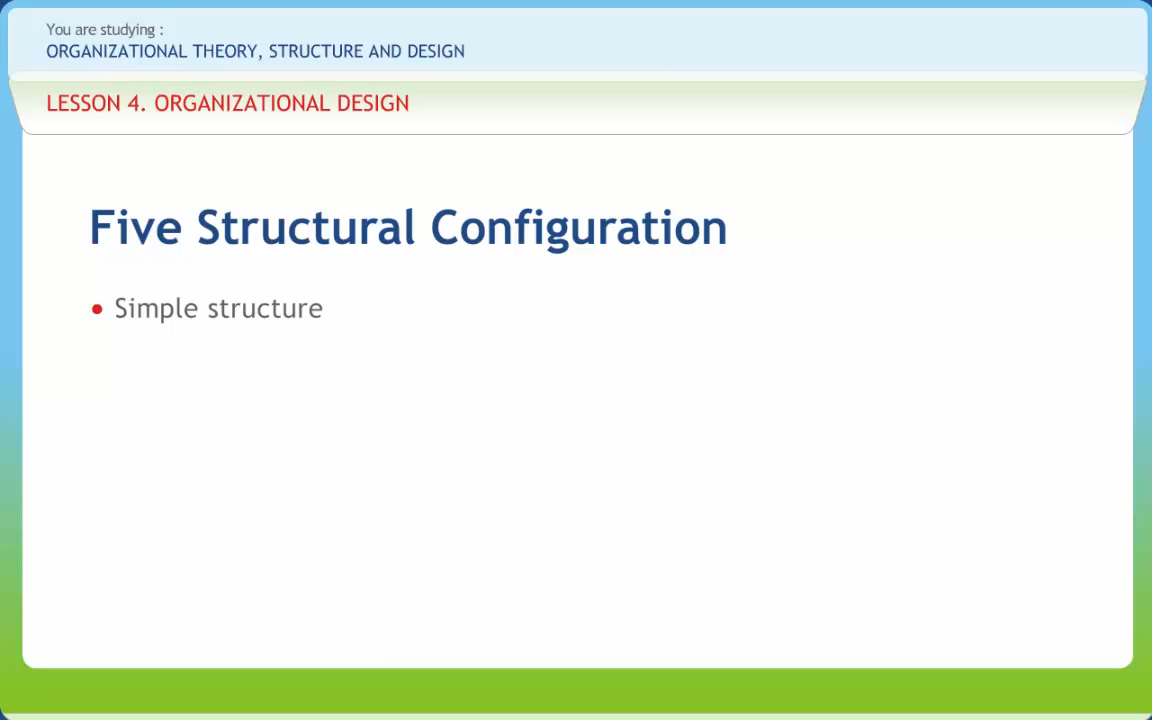 You are studying :
ORGANIZATIONAL THEORY, STRUCTURE AND DESIGN
LESSON 4. ORGANIZATIONAL DESIGN
Five Structural Configuration
• Simple structure